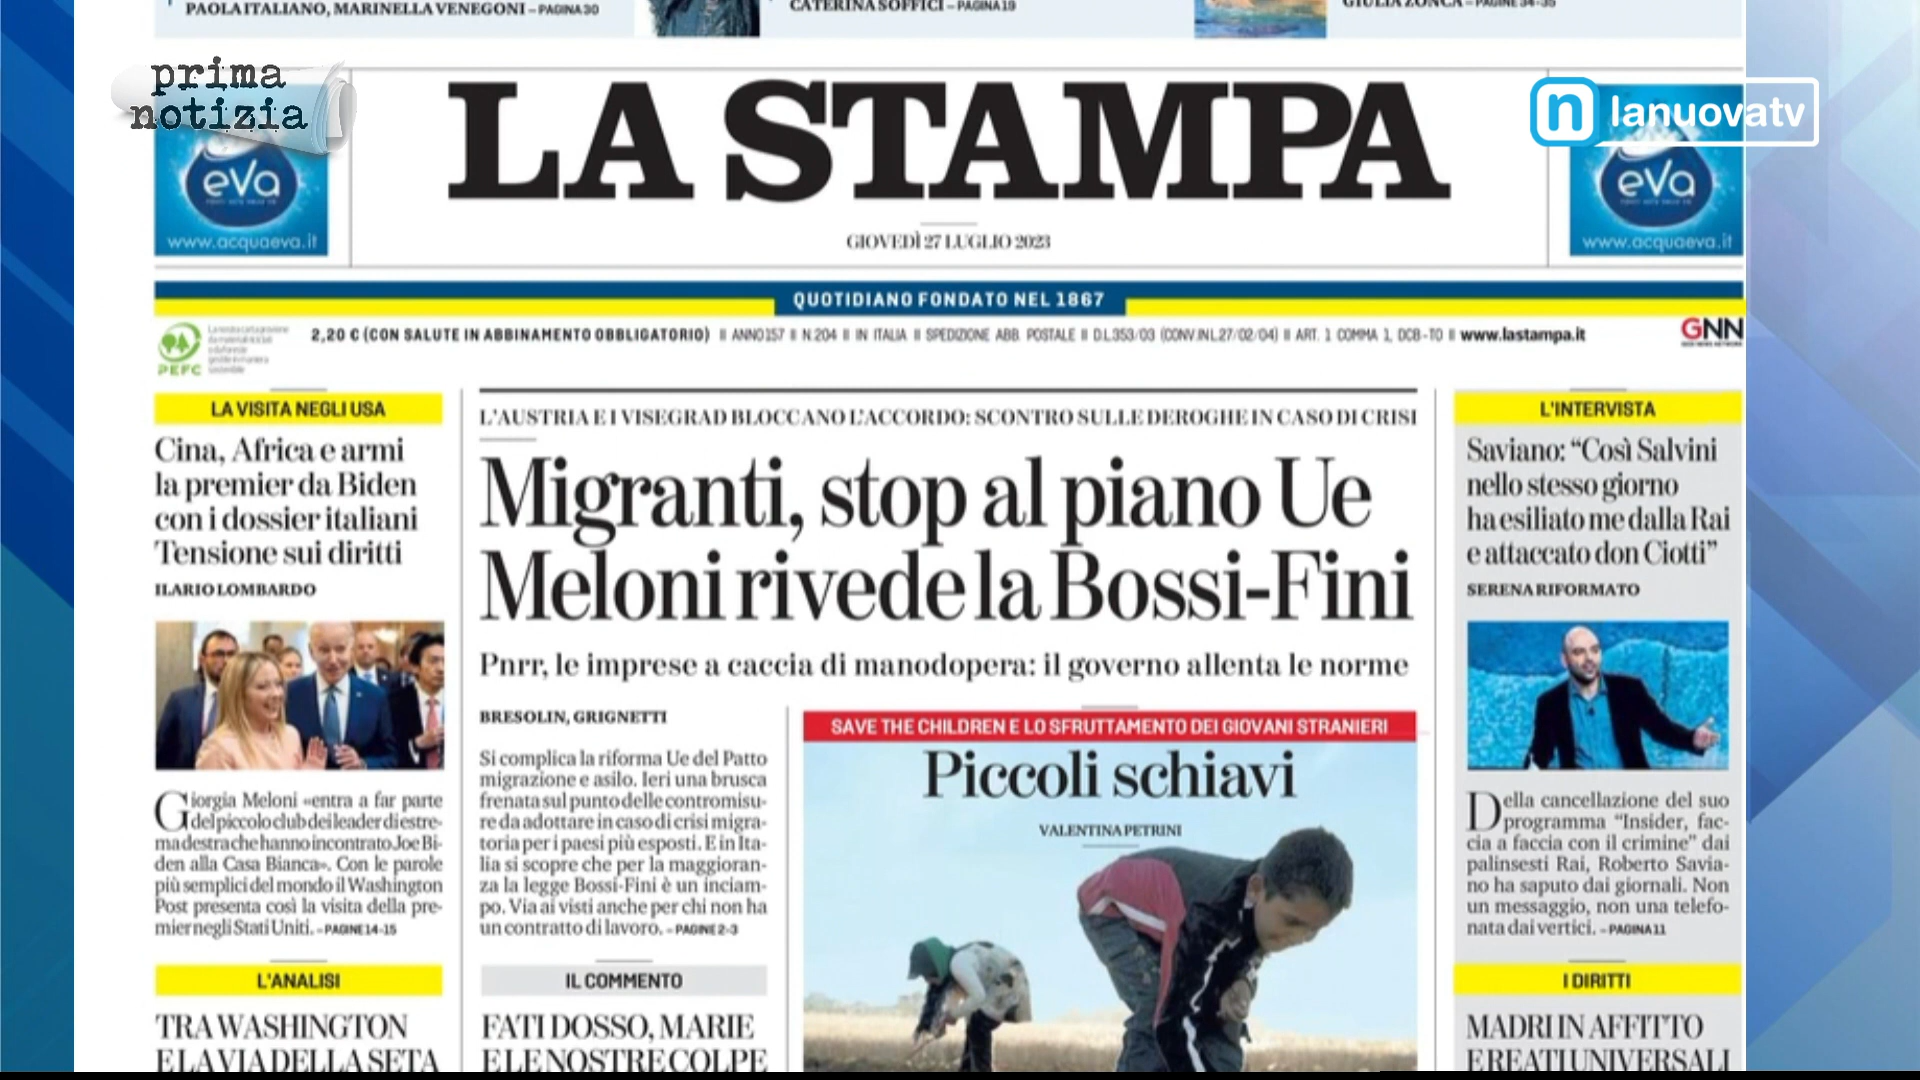 PAOLA ITALIANO, MARINELLA VENEGONI – PAGINA 30
CATERINA SOFFICI – PAGINA 19
GIULIA ZONCA – PAGINE 34-35
prima
notizia
lanuovatv
LA STAMPA
eva
www.acquaeva.it
eva
www.acquaeva.it
GIOVEDÌ 27 LUGLIO 2023
QUOTIDIANO FONDATO NEL 1867
PEFC
2,20 € (CON SALUTE IN ABBINAMENTO OBBLIGATORIO) II ANNO 157 II N.204 II IN ITALIA II SPEDIZIONE ABB. POSTALE II D.L.353/03 (CONV.IN L.27/02/04) II ART. 1 COMMA 1, DCB-TO II www.lastampa.it
GNN
LA VISITA NEGLI USA
Cina, Africa e armi
la premier da Biden
con i dossier italiani
Tensione sui diritti
ILARIO LOMBARDO
Giorgia Meloni «entra a far parte
del piccolo club dei leader di estre-
ma destra che hanno incontrato Joe Bi-
den alla Casa Bianca». Con le parole
più semplici del mondo il Washington
Post presenta così la visita della pre-
mier negli Stati Uniti. – PAGINE 14-15
L'ANALISI
TRA WASHINGTON
E LA VIA DELLA SETA
L'AUSTRIA E I VISEGRAD BLOCCANO L'ACCORDO: SCONTRO SULLE DEROGHE IN CASO DI CRISI
Migranti, stop al piano Ue
Meloni rivede la Bossi-Fini
Pnrr, le imprese a caccia di manodopera: il governo allenta le norme
BRESOLIN, GRIGNETTI
Si complica la riforma Ue del Patto
migrazione e asilo. Ieri una brusca
frenata sul punto delle contromisu-
re da adottare in caso di crisi migra-
toria per i paesi più esposti. E in Ita-
lia si scopre che per la maggioran-
za la legge Bossi-Fini è un inciam-
po. Via ai visti anche per chi non ha
un contratto di lavoro. – PAGINE 2-3
IL COMMENTO
FATI DOSSO, MARIE
E LE NOSTRE COLPE
SAVE THE CHILDREN E LO SFRUTTAMENTO DEI GIOVANI STRANIERI
Piccoli schiavi
VALENTINA PETRINI
L'INTERVISTA
Saviano: “Così Salvini
nello stesso giorno
ha esiliato me dalla Rai
e attaccato don Ciotti”
SERENA RIFORMATO
Della cancellazione del suo
programma “Insider, fac-
cia a faccia con il crimine” dai
palinsesti Rai, Roberto Savia-
no ha saputo dai giornali. Non
un messaggio, non una telefo-
nata dai vertici. – PAGINA 11
I DIRITTI
MADRI IN AFFITTO
E REATI UNIVERSALI